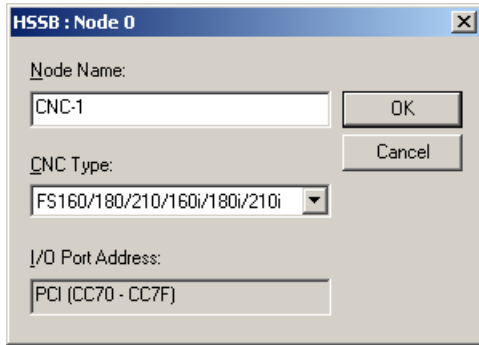 HSSB : Node 0
Node Name:
CNC-1
OK
Cancel
CNC Type:
FS160/180/210/160i/180i/210i
I/O Port Address:
PCI (CC70 - CC7F)